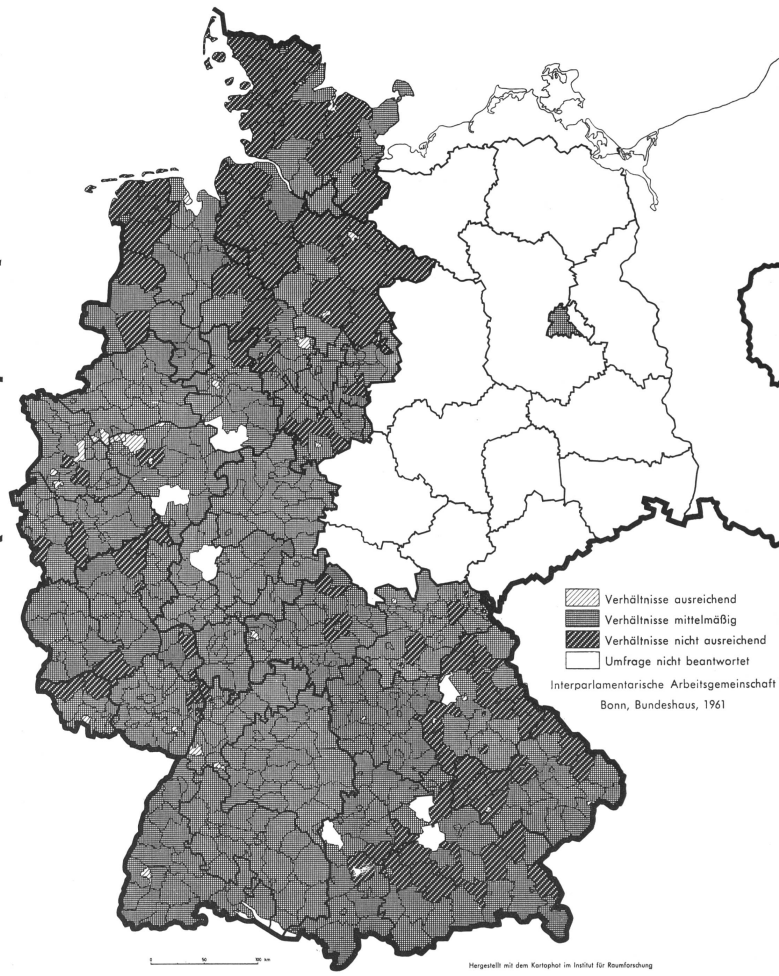 Verhältnisse ausreichend
Verhältnisse mittelmäßig
Verhältnisse nicht ausreichend
Umfrage nicht beantwortet
Interparlamentarische Arbeitsgemeinschaft
Bonn, Bundeshaus, 1961
0 50 100 km
Hergestellt mit dem Kartophot im Institut für Raumforschung